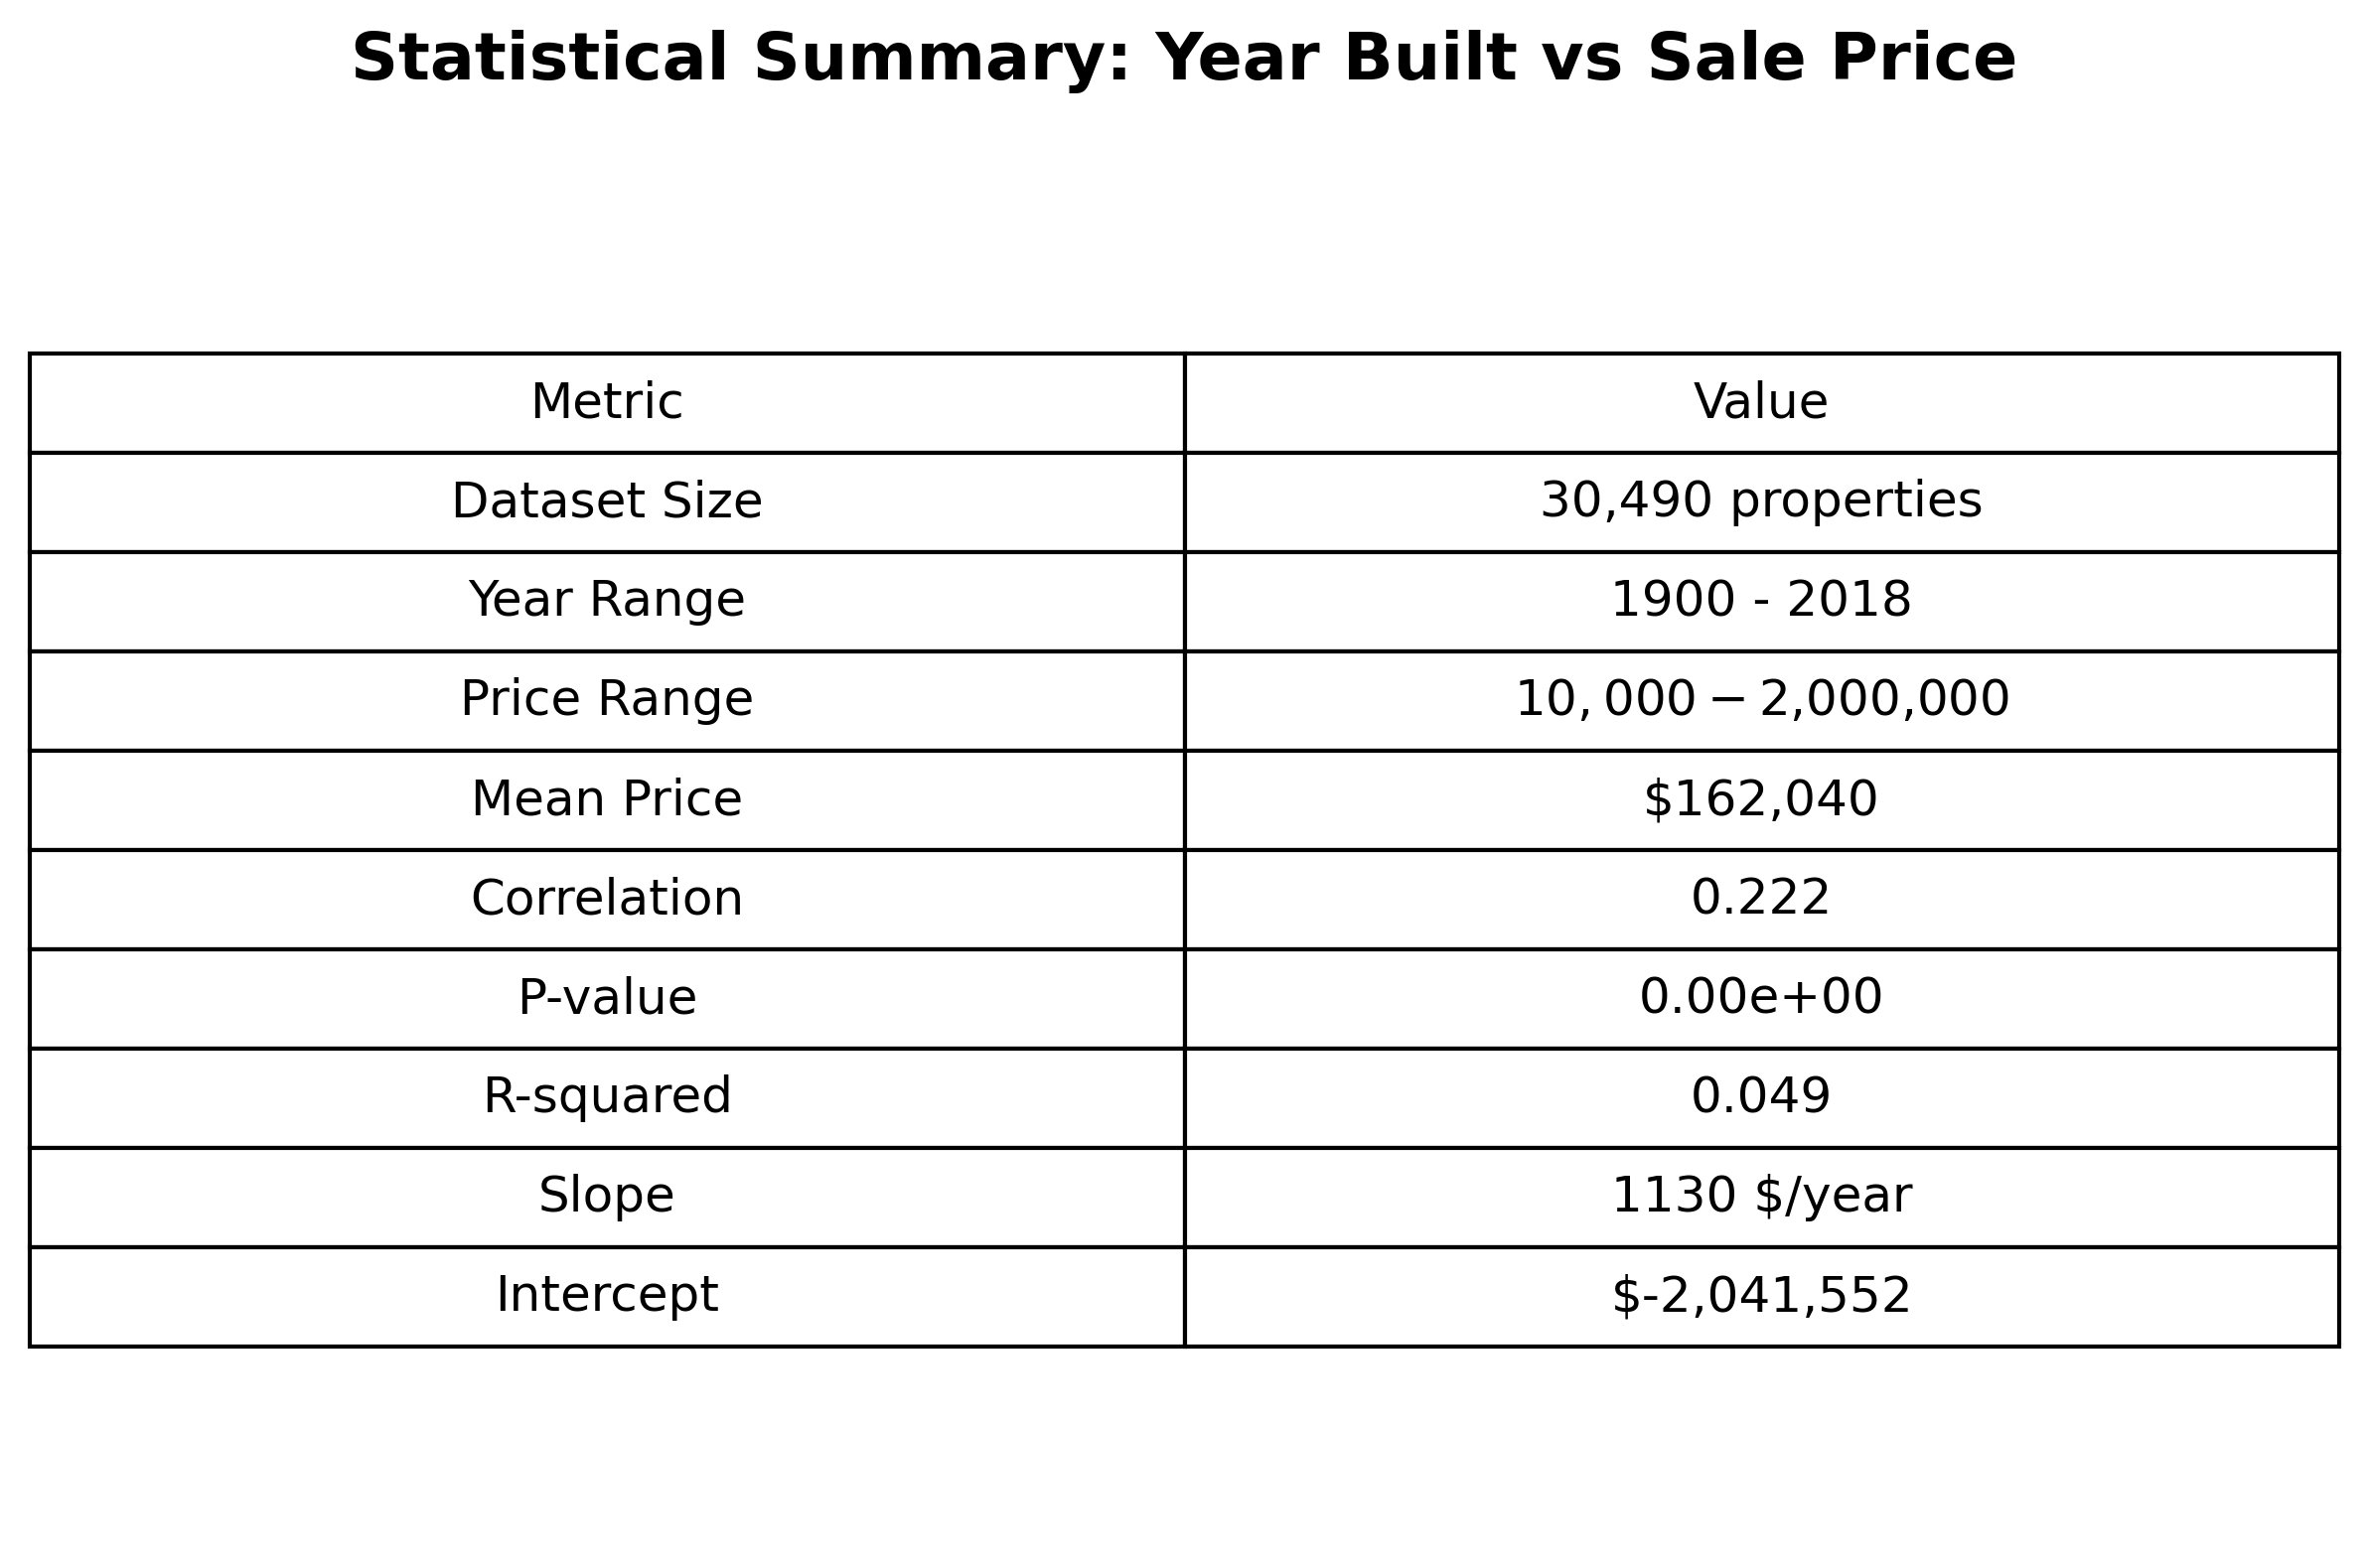 Statistical Summary: Year Built vs Sale Price
Metric Value
Dataset Size 30,490 properties
Year Range 1900 - 2018
Price Range 10,000 − 2,000,000
Mean Price $162,040
Correlation 0.222
P-value 0.00e+00
R-squared 0.049
Slope 1130 $/year
Intercept $-2,041,552